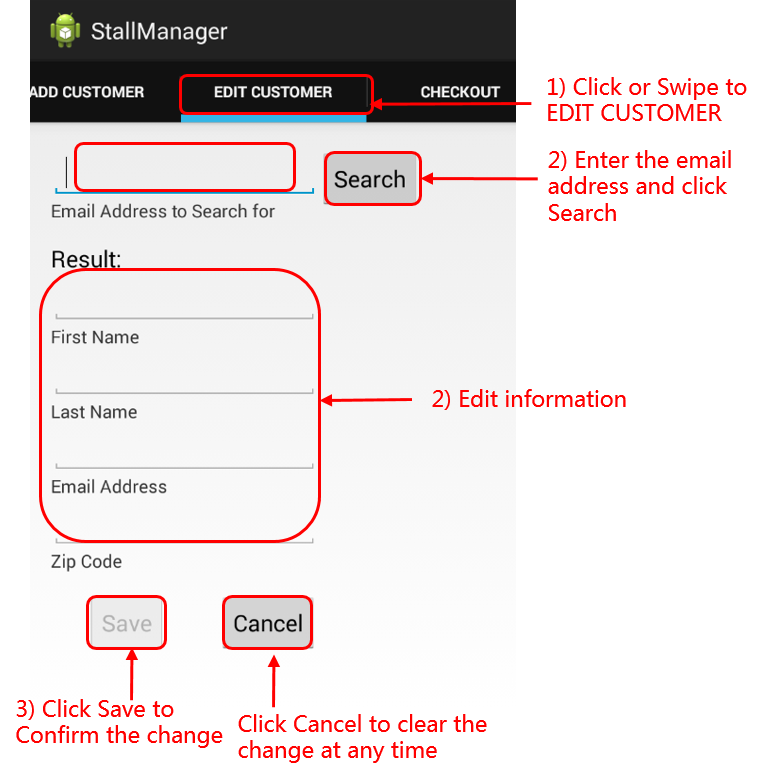 StallManager
ADD CUSTOMER
EDIT CUSTOMER
CHECKOUT
1) Click or Swipe to
EDIT CUSTOMER
Search
2) Enter the email
address and click
Search
Email Address to Search for
Result:
First Name
2) Edit information
Last Name
Email Address
Zip Code
Save
Cancel
3) Click Save to
Confirm the change
Click Cancel to clear the
change at any time